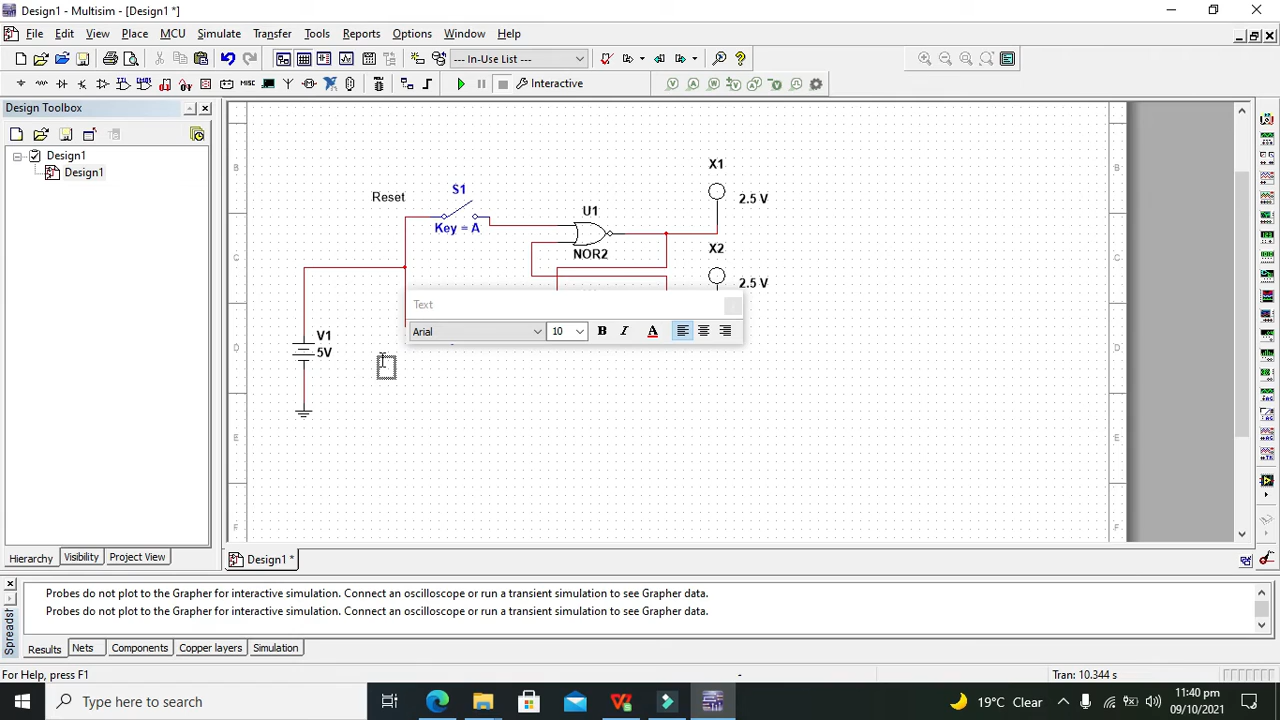 Design1 - Multisim - [Design1 *]
File Edit View Place MCU Simulate Transfer Tools Reports Options Window Help
--- In-Use List ---
MISC
Interactive
Design Toolbox
Design1
Design1
Hierarchy Visibility Project View
B
C
D
E
F
B
C
D
E
F
Reset
S1
Key = A
U1
NOR2
X1
2.5 V
X2
2.5 V
V1
5V
Text
Arial 10 B I A
Design1 *
Spreadst
Probes do not plot to the Grapher for interactive simulation. Connect an oscilloscope or run a transient simulation to see Grapher data.
Probes do not plot to the Grapher for interactive simulation. Connect an oscilloscope or run a transient simulation to see Grapher data.
Results Nets Components Copper layers Simulation
For Help, press F1
-
Tran: 10.344 s
Type here to search
19°C Clear
11:40 pm
09/10/2021